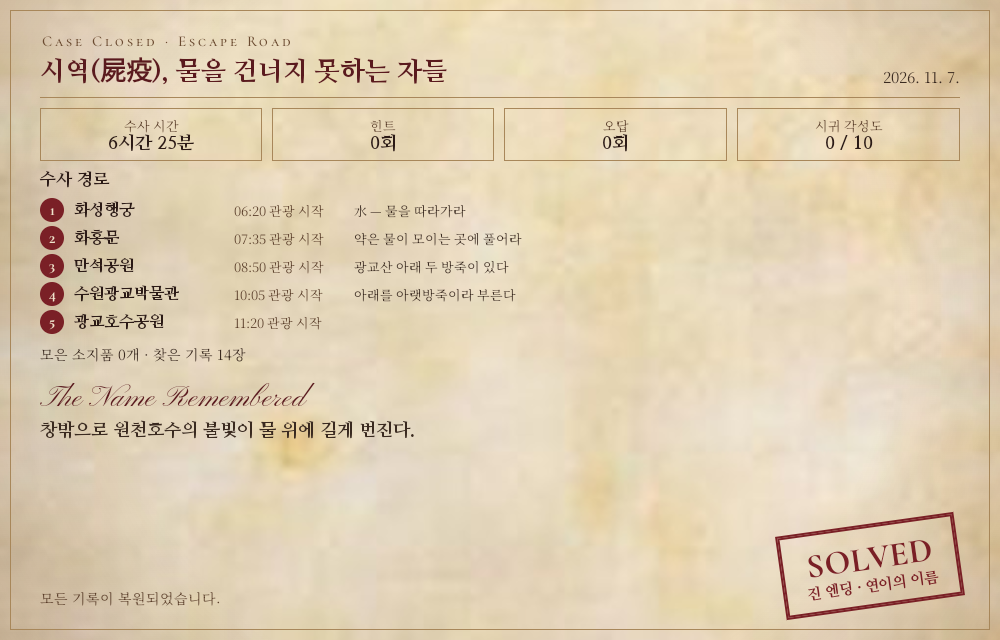 Case Closed · Escape Road
시역(屍疫), 물을 건너지 못하는 자들
2026. 11. 7.
수사 시간
6시간 25분
힌트
0회
오답
0회
시귀 각성도
0 / 10
수사 경로
1 화성행궁 06:20 관광 시작 水 — 물을 따라가라
2 화홍문 07:35 관광 시작 약은 물이 모이는 곳에 풀어라
3 만석공원 08:50 관광 시작 광교산 아래 두 방죽이 있다
4 수원광교박물관 10:05 관광 시작 아래를 아랫방죽이라 부른다
5 광교호수공원 11:20 관광 시작
모은 소지품 0개 · 찾은 기록 14장
The Name Remembered
창밖으로 원천호수의 불빛이 물 위에 길게 번진다.
SOLVED
진 엔딩 · 연이의 이름
모든 기록이 복원되었습니다.